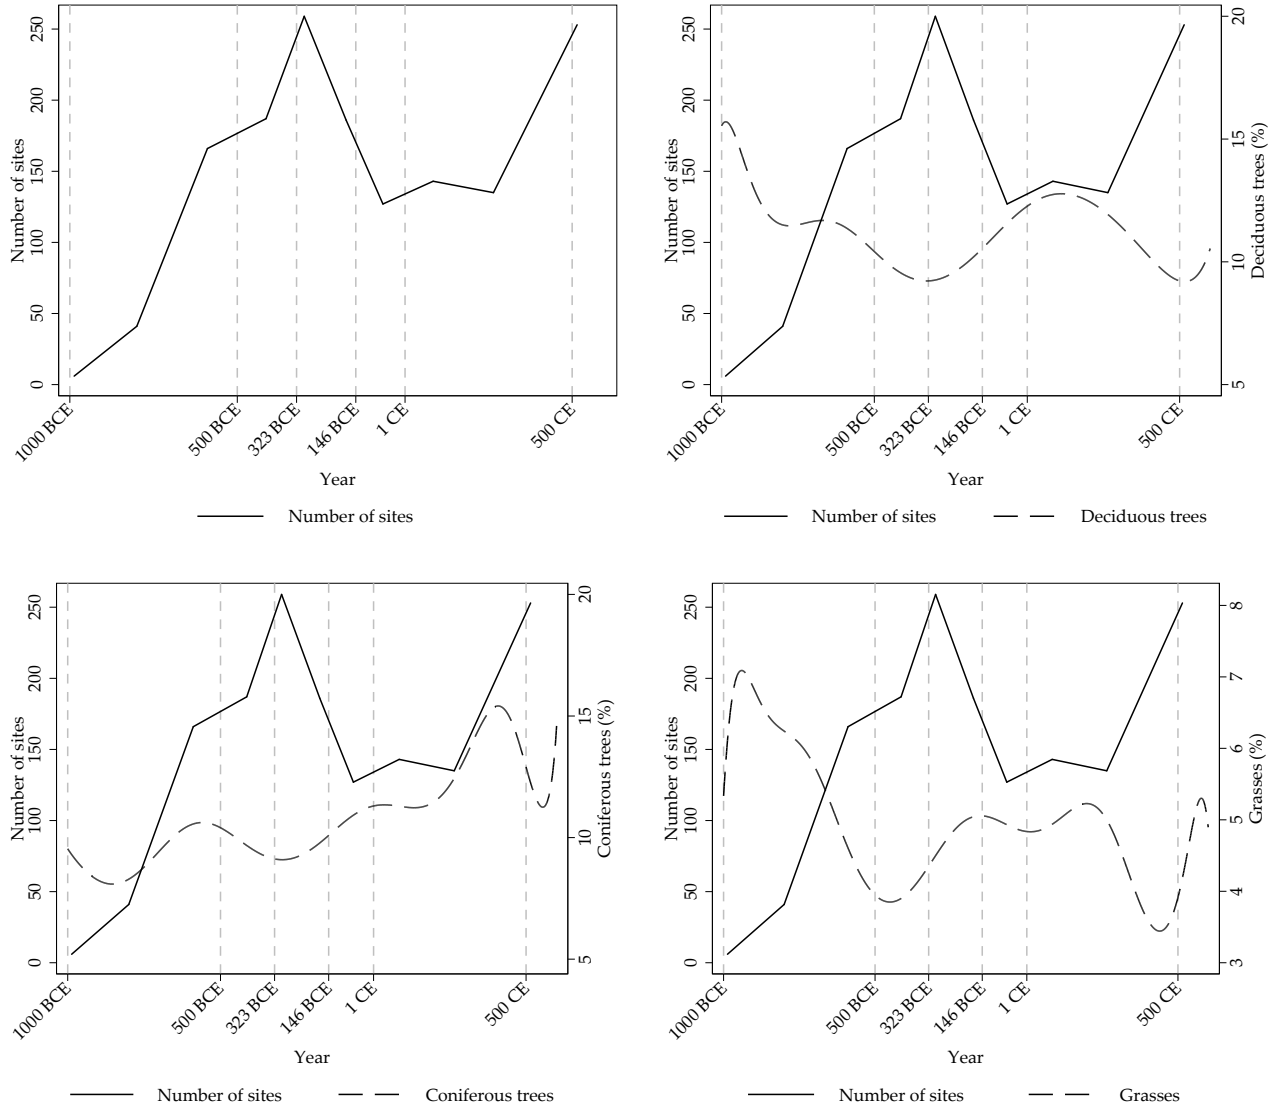 Number of sites
0
50
100
150
200
250
1000 BCE
500 BCE
323 BCE
146 BCE
1 CE
500 CE
Year
Number of sites
Number of sites
0
50
100
150
200
250
Deciduous trees (%)
5
10
15
20
1000 BCE
500 BCE
323 BCE
146 BCE
1 CE
500 CE
Year
Number of sites
Deciduous trees
Number of sites
0
50
100
150
200
250
Coniferous trees (%)
5
10
15
20
1000 BCE
500 BCE
323 BCE
146 BCE
1 CE
500 CE
Year
Number of sites
Coniferous trees
Number of sites
0
50
100
150
200
250
Grasses (%)
3
4
5
6
7
8
1000 BCE
500 BCE
323 BCE
146 BCE
1 CE
500 CE
Year
Number of sites
Grasses